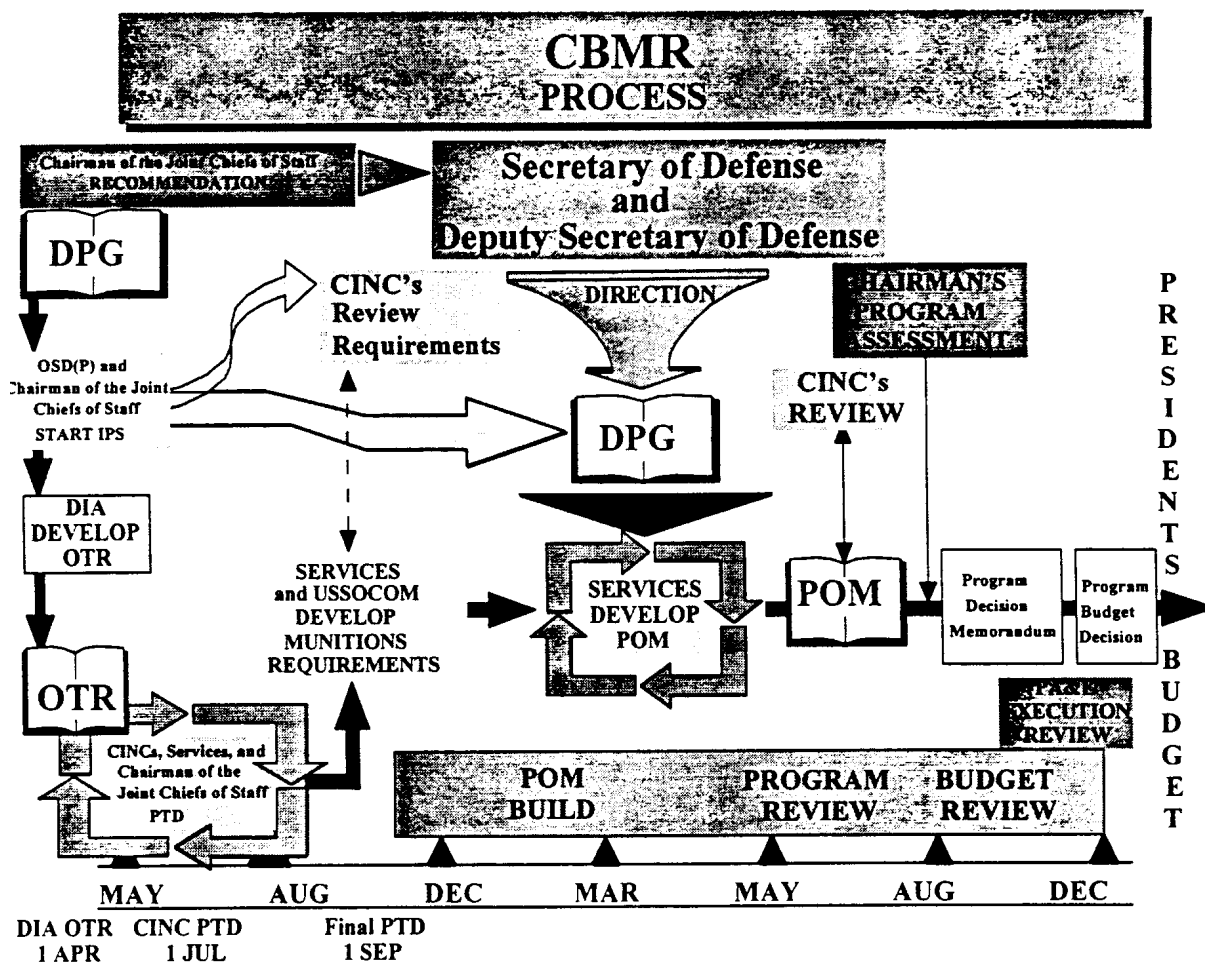 CBMR
PROCESS
Chairman of the Joint Chiefs of Staff
RECOMMENDATION
Secretary of Defense
and
Deputy Secretary of Defense
DPG
CINC's
Review
Requirements
DIRECTION
HAIRMAN'S
PROGRAM
ASSESSMENT
OSD(P) and
Chairman of the Joint
Chiefs of Staff
START IPS
DPG
CINC's
REVIEW
DIA
DEVELOP
OTR
SERVICES
and USSOCOM
DEVELOP
MUNITIONS
REQUIREMENTS
SERVICES
DEVELOP
POM
POM
Program
Decision
Memorandum
Program
Budget
Decision
PRESIDENTS BUDGET
OTR
CINCs, Services, and
Chairman of the
Joint Chiefs of Staff
PTD
EXECUTION
REVIEW
POM
BUILD
PROGRAM
REVIEW
BUDGET
REVIEW
MAY AUG DEC MAR MAY AUG DEC
DIA OTR CINC PTD Final PTD
1 APR 1 JUL 1 SEP